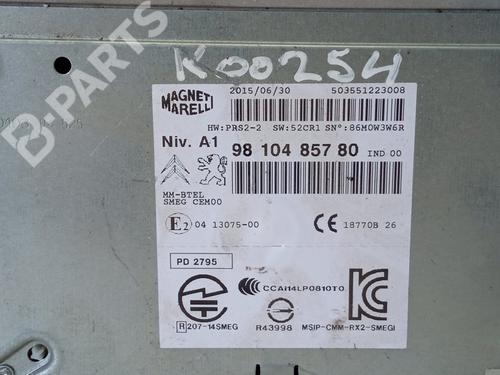 K00254
MAGNETI MARELLI
2015/06/30 503551223008
HW:PRS2-2 SW:52CR1 SN°:86M0W3W6R
Niv. A1
98 104 857 80 IND 00
MM-BTEL
SMEG CEM00
E2 04 13075-00 CE 18770B 26
PD 2795
CCAI14LP0810T0
R 207-14SMEG R43998 MSIP-CMM-RX2-SMEGI
B-PARTS